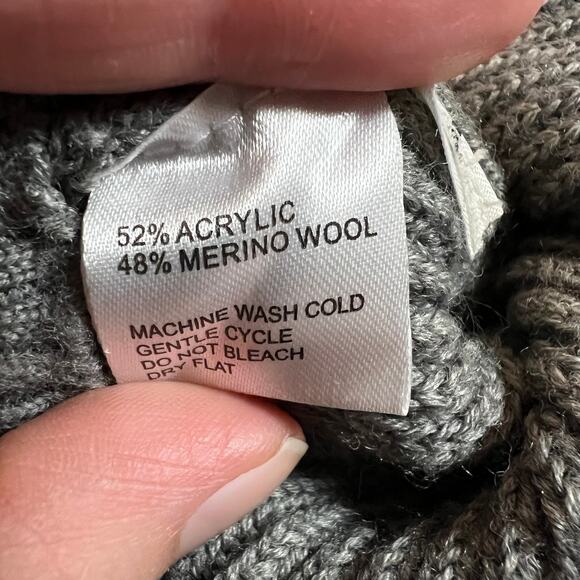 52% ACRYLIC
48% MERINO WOOL
MACHINE WASH COLD
GENTLE CYCLE
DO NOT BLEACH
DRY FLAT